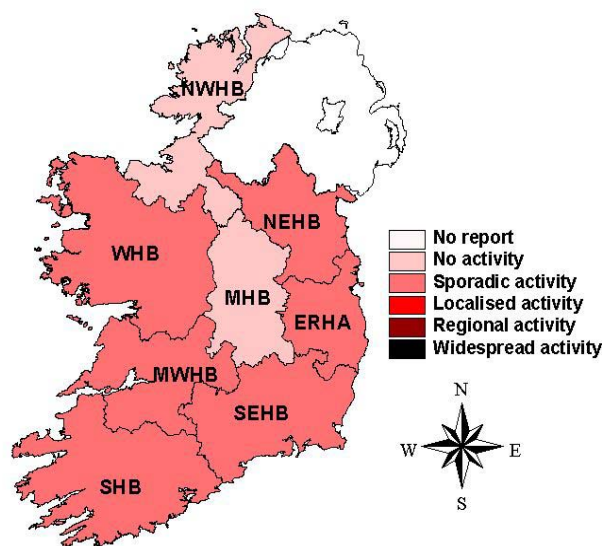 NWHB
NEHB
WHB
MHB
ERHA
MWHB
SEHB
SHB
No report
No activity
Sporadic activity
Localised activity
Regional activity
Widespread activity
N
W E
S